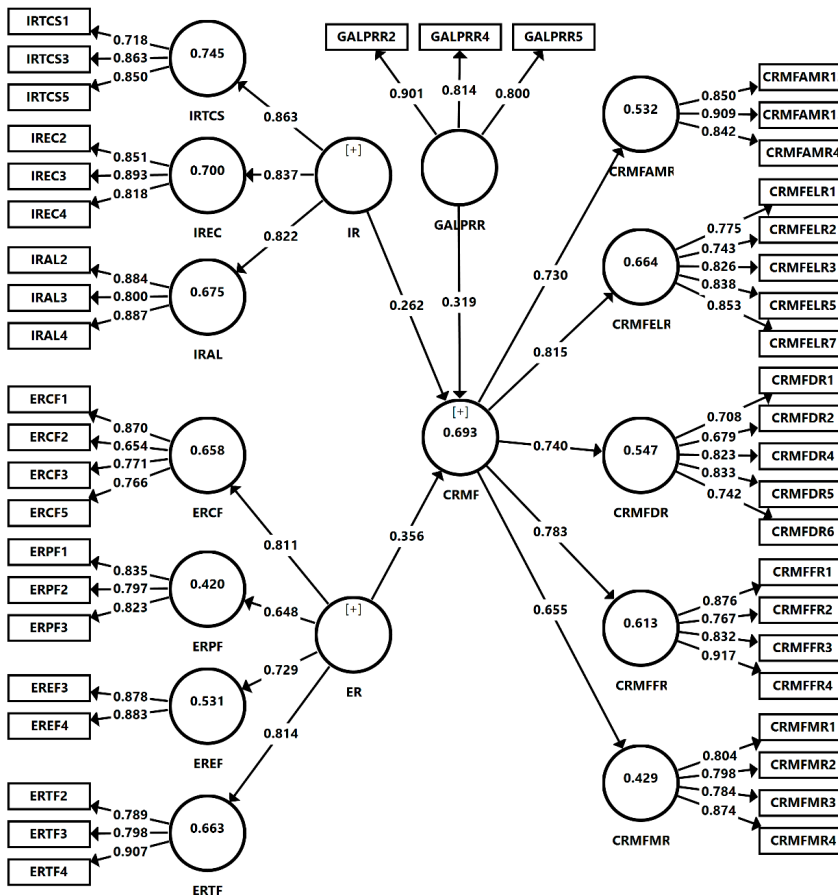 IRTCS1
IRTCS3
IRTCS5
0.718
0.863
0.850
0.745
IRTCS
IREC2
IREC3
IREC4
0.851
0.893
0.818
0.700
IREC
IRAL2
IRAL3
IRAL4
0.884
0.800
0.887
0.675
IRAL
0.863
0.837
0.822
[+]
IR
0.262
GALPRR2
GALPRR4
GALPRR5
0.901
0.814
0.800
GALPRR
0.319
ERCF1
ERCF2
ERCF3
ERCF5
0.870
0.654
0.771
0.766
0.658
ERCF
ERPF1
ERPF2
ERPF3
0.835
0.797
0.823
0.420
ERPF
EREF3
EREF4
0.878
0.883
0.531
EREF
ERTF2
ERTF3
ERTF4
0.789
0.798
0.907
0.663
ERTF
0.811
0.648
0.729
0.814
[+]
ER
0.356
[+]
0.693
CRMF
0.730
0.815
0.740
0.783
0.655
0.532
CRMFAMR
0.850
0.909
0.842
CRMFAMR1
CRMFAMR1
CRMFAMR4
0.664
CRMFELR
0.775
0.743
0.826
0.838
0.853
CRMFELR1
CRMFELR2
CRMFELR3
CRMFELR5
CRMFELR7
0.547
CRMFDR
0.708
0.679
0.823
0.833
0.742
CRMFDR1
CRMFDR2
CRMFDR4
CRMFDR5
CRMFDR6
0.613
CRMFFR
0.876
0.767
0.832
0.917
CRMFFR1
CRMFFR2
CRMFFR3
CRMFFR4
0.429
CRMFMR
0.804
0.798
0.784
0.874
CRMFMR1
CRMFMR2
CRMFMR3
CRMFMR4